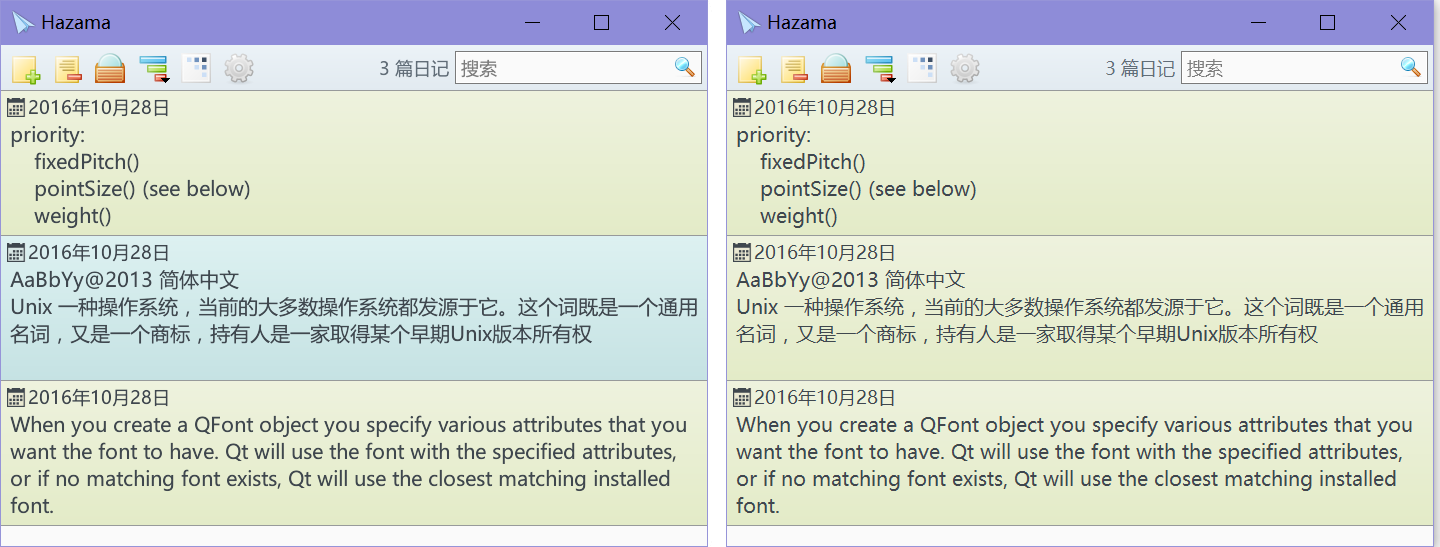 Hazama
3 篇日记
搜索
2016年10月28日
priority:
fixedPitch()
pointSize() (see below)
weight()
2016年10月28日
AaBbYy@2013 简体中文
Unix 一种操作系统，当前的大多数操作系统都发源于它。这个词既是一个通用
名词，又是一个商标，持有人是一家取得某个早期Unix版本所有权
2016年10月28日
When you create a QFont object you specify various attributes that you
want the font to have. Qt will use the font with the specified attributes,
or if no matching font exists, Qt will use the closest matching installed
font.
Hazama
3 篇日记
搜索
2016年10月28日
priority:
fixedPitch()
pointSize() (see below)
weight()
2016年10月28日
AaBbYy@2013 简体中文
Unix 一种操作系统，当前的大多数操作系统都发源于它。这个词既是一个通用
名词，又是一个商标，持有人是一家取得某个早期Unix版本所有权
2016年10月28日
When you create a QFont object you specify various attributes that you
want the font to have. Qt will use the font with the specified attributes,
or if no matching font exists, Qt will use the closest matching installed
font.